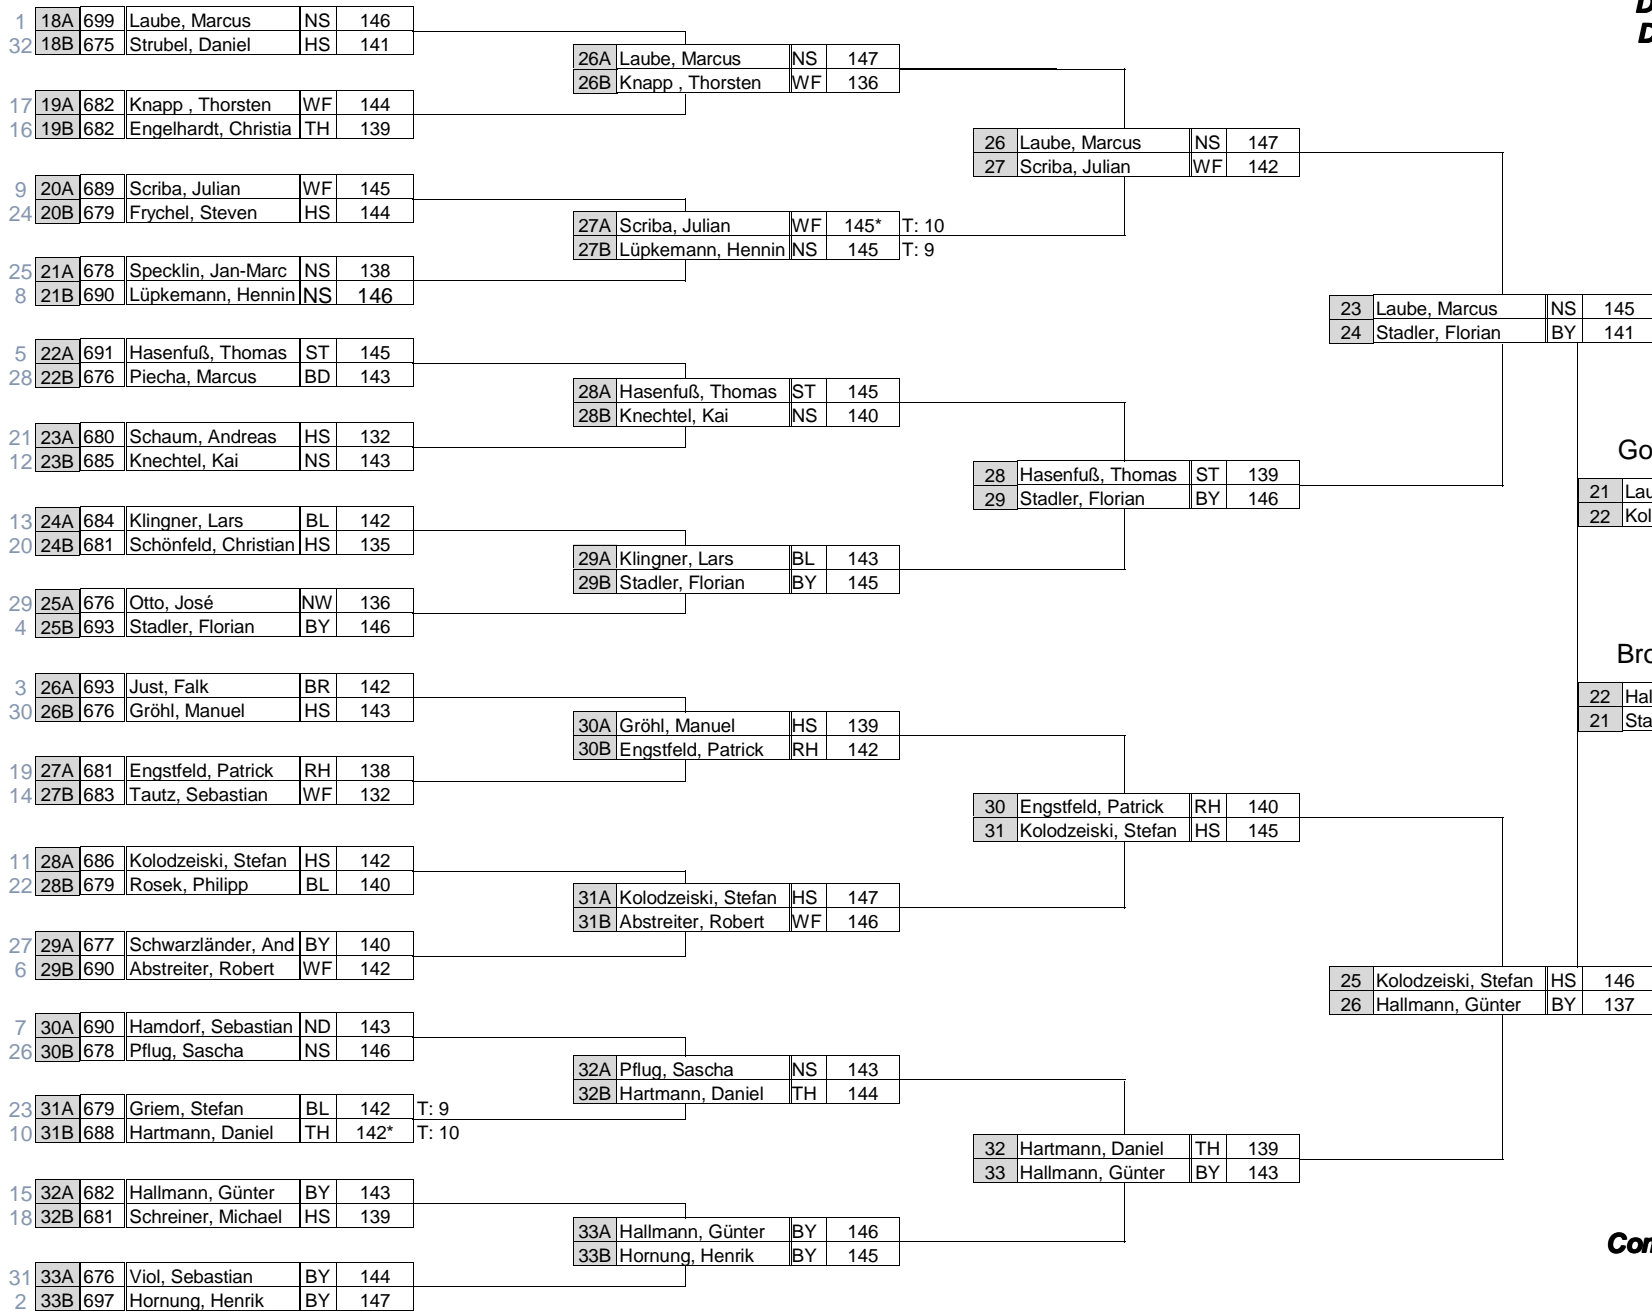 D
D
1 18A 699 Laube, Marcus NS 146
32 18B 675 Strubel, Daniel HS 141
17 19A 682 Knapp , Thorsten WF 144
16 19B 682 Engelhardt, Christia TH 139
9 20A 689 Scriba, Julian WF 145
24 20B 679 Frychel, Steven HS 144
25 21A 678 Specklin, Jan-Marc NS 138
8 21B 690 Lüpkemann, Hennin NS 146
5 22A 691 Hasenfuß, Thomas ST 145
28 22B 676 Piecha, Marcus BD 143
21 23A 680 Schaum, Andreas HS 132
12 23B 685 Knechtel, Kai NS 143
13 24A 684 Klingner, Lars BL 142
20 24B 681 Schönfeld, Christian HS 135
29 25A 676 Otto, José NW 136
4 25B 693 Stadler, Florian BY 146
3 26A 693 Just, Falk BR 142
30 26B 676 Gröhl, Manuel HS 143
19 27A 681 Engstfeld, Patrick RH 138
14 27B 683 Tautz, Sebastian WF 132
11 28A 686 Kolodzeiski, Stefan HS 142
22 28B 679 Rosek, Philipp BL 140
27 29A 677 Schwarzländer, And BY 140
6 29B 690 Abstreiter, Robert WF 142
7 30A 690 Hamdorf, Sebastian ND 143
26 30B 678 Pflug, Sascha NS 146
23 31A 679 Griem, Stefan BL 142 T: 9
10 31B 688 Hartmann, Daniel TH 142* T: 10
15 32A 682 Hallmann, Günter BY 143
18 32B 681 Schreiner, Michael HS 139
31 33A 676 Viol, Sebastian BY 144
2 33B 697 Hornung, Henrik BY 147
26A Laube, Marcus NS 147
26B Knapp , Thorsten WF 136
27A Scriba, Julian WF 145* T: 10
27B Lüpkemann, Hennin NS 145 T: 9
28A Hasenfuß, Thomas ST 145
28B Knechtel, Kai NS 140
29A Klingner, Lars BL 143
29B Stadler, Florian BY 145
30A Gröhl, Manuel HS 139
30B Engstfeld, Patrick RH 142
31A Kolodzeiski, Stefan HS 147
31B Abstreiter, Robert WF 146
32A Pflug, Sascha NS 143
32B Hartmann, Daniel TH 144
33A Hallmann, Günter BY 146
33B Hornung, Henrik BY 145
26 Laube, Marcus NS 147
27 Scriba, Julian WF 142
28 Hasenfuß, Thomas ST 139
29 Stadler, Florian BY 146
30 Engstfeld, Patrick RH 140
31 Kolodzeiski, Stefan HS 145
32 Hartmann, Daniel TH 139
33 Hallmann, Günter BY 143
23 Laube, Marcus NS 145
24 Stadler, Florian BY 141
25 Kolodzeiski, Stefan HS 146
26 Hallmann, Günter BY 137
Go
21 Lau
22 Kol
Bro
22 Hal
21 Sta
Con